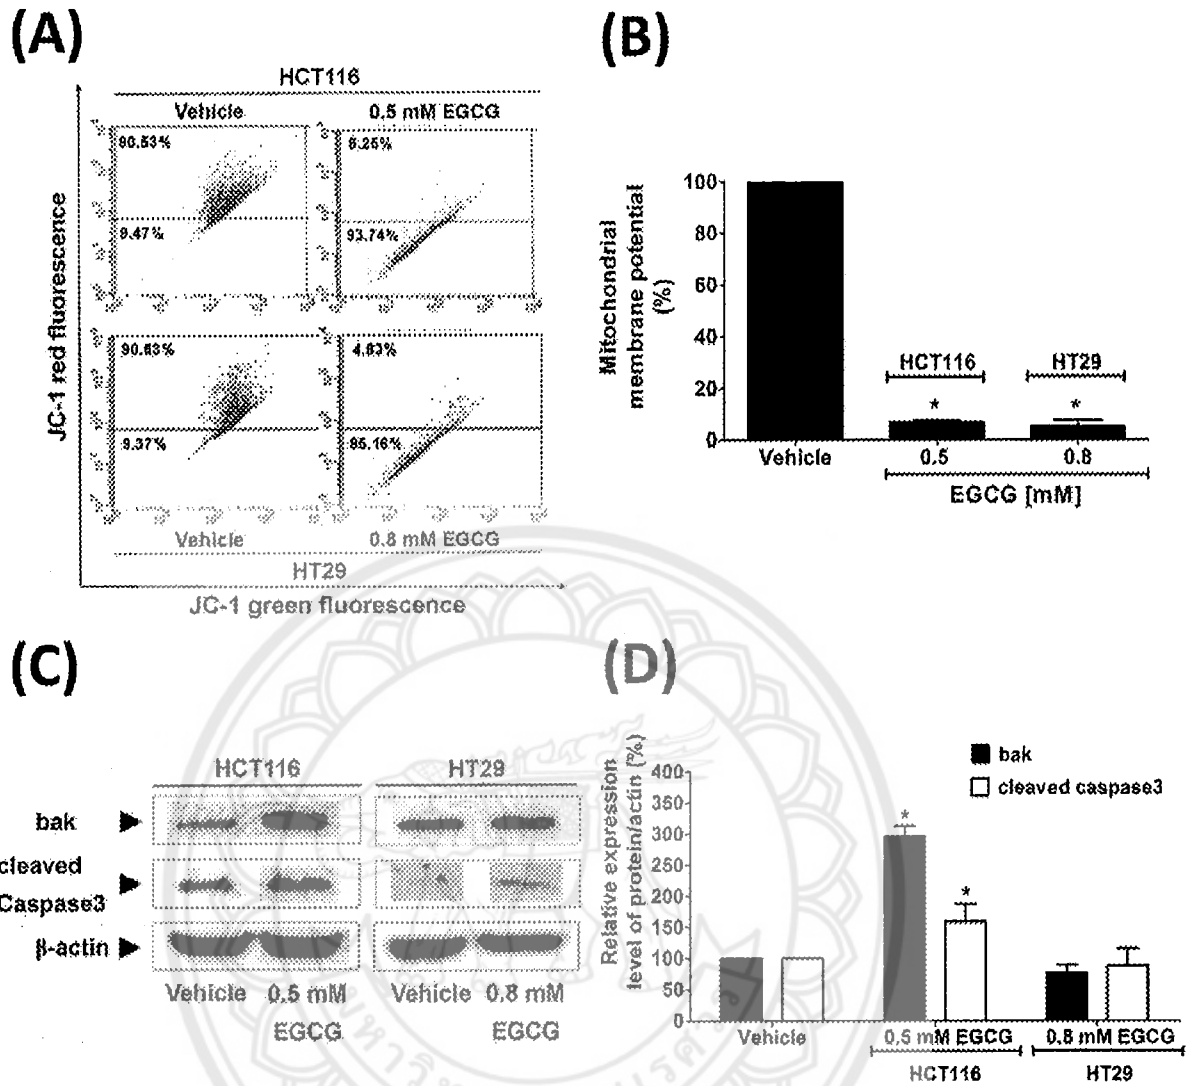 (A)
HCT116
Vehicle 0.5 mM EGCG
90.53% 6.25%
9.47% 93.74%
JC-1 red fluorescence
90.63% 4.83%
9.37% 95.16%
Vehicle 0.8 mM EGCG
HT29
JC-1 green fluorescence
(B)
Mitochondrial
membrane potential
(%)
100
80
60
40
20
0
HCT116 HT29
* *
Vehicle 0.5 0.8
EGCG [mM]
(C)
HCT116 HT29
bak
cleaved
Caspase3
β-actin
Vehicle 0.5 mM Vehicle 0.8 mM
EGCG EGCG
(D)
bak
cleaved caspase3
Relative expression
level of protein/actin (%)
400
350
300
250
200
150
100
50
0
* *
Vehicle 0.5 mM EGCG 0.8 mM EGCG
HCT116 HT29